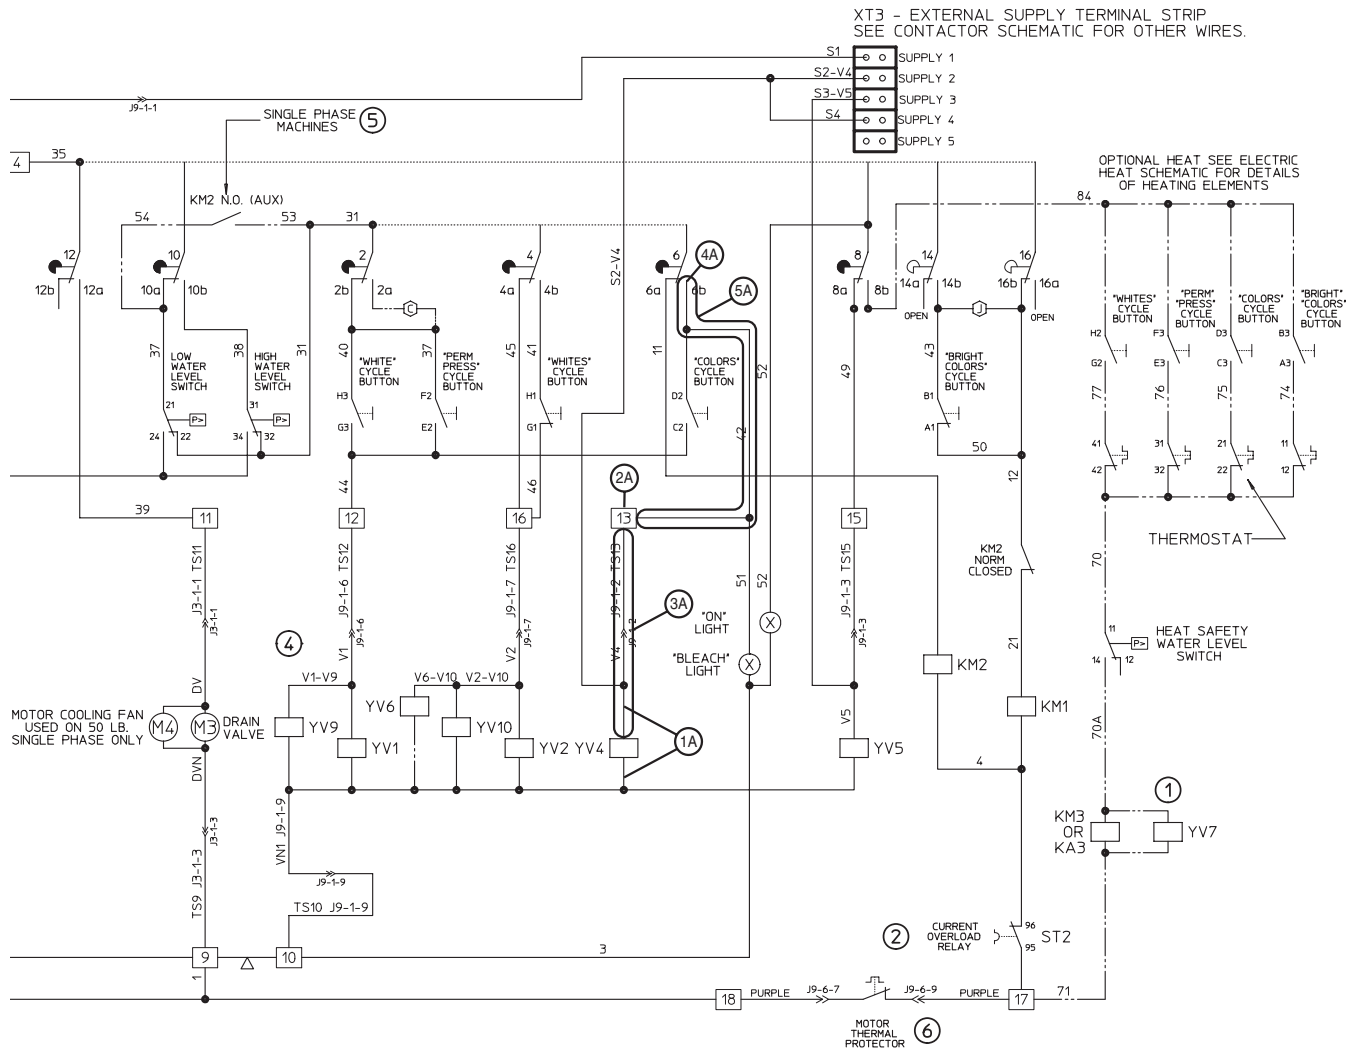 XT3 - EXTERNAL SUPPLY TERMINAL STRIP
SEE CONTACTOR SCHEMATIC FOR OTHER WIRES.
S1
SUPPLY 1
S2-V4
SUPPLY 2
S3-V5
SUPPLY 3
S4
SUPPLY 4
SUPPLY 5
J9-1-1
SINGLE PHASE
MACHINES
5
4
35
OPTIONAL HEAT SEE ELECTRIC
HEAT SCHEMATIC FOR DETAILS
OF HEATING ELEMENTS
KM2 N.O. (AUX)
54
53
31
84
S2-V4
12
10
2
4
6
4A
8
14
16
12b
12a
10a
10b
2b
2a
4a
4b
6a
6b
5A
8a
8b
14a
14b
16b
16a
C
J
OPEN
OPEN
"WHITES"
CYCLE
BUTTON
"PERM
PRESS"
CYCLE
BUTTON
"COLORS"
CYCLE
BUTTON
"BRIGHT
COLORS"
CYCLE
BUTTON
37
38
31
40
37
45
41
11
52
49
43
LOW
WATER
LEVEL
SWITCH
HIGH
WATER
LEVEL
SWITCH
"WHITE"
CYCLE
BUTTON
"PERM
PRESS"
CYCLE
BUTTON
"WHITES"
CYCLE
BUTTON
"COLORS"
CYCLE
BUTTON
"BRIGHT
COLORS"
CYCLE
BUTTON
H2
F3
D3
B3
G2
E3
C3
A3
77
76
75
74
H3
F2
H1
D2
B1
G3
E2
G1
C2
A1
21
P>
31
P>
24
22
34
32
42
50
41
31
21
11
42
32
22
12
44
46
2A
12
39
11
12
16
13
15
THERMOSTAT
J3-1-1 TS11
J9-1-6 TS12
J9-1-7 TS16
J9-1-2 TS13
J9-1-3 TS15
51
52
KM2
NORM
CLOSED
70
3A
"ON"
LIGHT
X
J3-1-1
J9-1-6
J9-1-7
J9-1-2
J9-1-3
4
V1
V2
V4
"BLEACH"
LIGHT
X
KM2
21
11
P>
14
12
HEAT SAFETY
WATER LEVEL
SWITCH
DV
V1-V9
V6-V10
V2-V10
V5
KM1
MOTOR COOLING FAN
USED ON 50 LB.
SINGLE PHASE ONLY
M4
M3
DRAIN
VALVE
YV9
YV1
YV6
YV10
YV2
YV4
1A
YV5
70A
DVN
4
1
KM3
OR
KA3
YV7
VN1 J9-1-9
J3-1-3
TS9 J3-1-3
J9-1-9
TS10 J9-1-9
2
CURRENT
OVERLOAD
RELAY
96
95
ST2
9
10
3
1
18
PURPLE
J9-6-7
J9-6-9
PURPLE
17
71
MOTOR
THERMAL
PROTECTOR
6